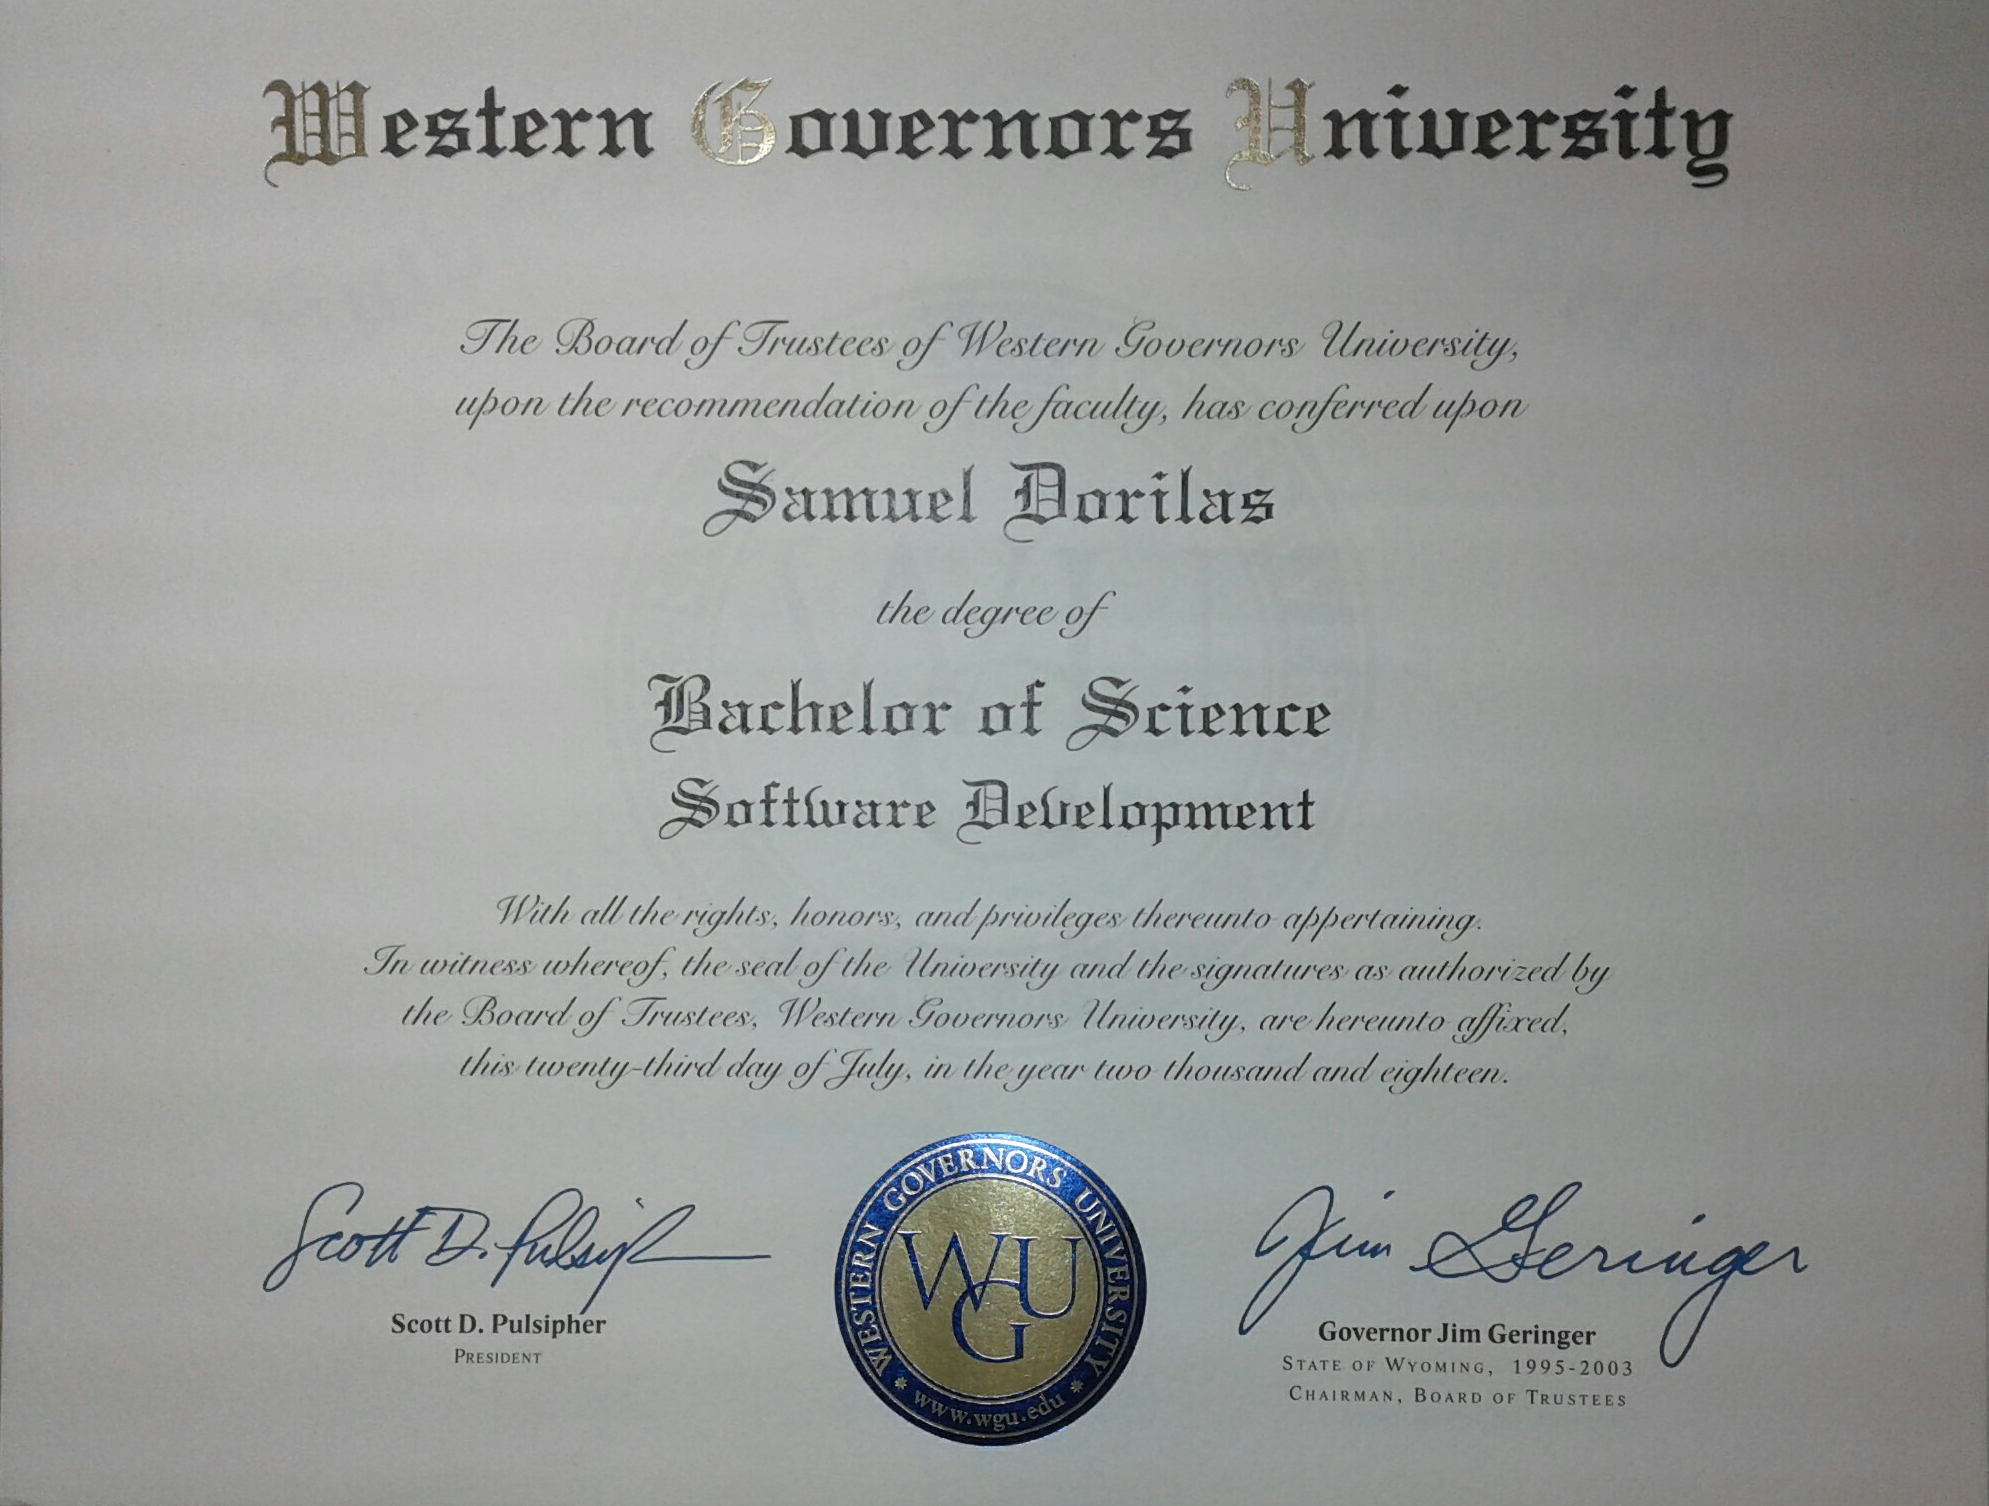 Western Governors University
The Board of Trustees of Western Governors University,
upon the recommendation of the faculty, has conferred upon
Samuel Dorilas
the degree of
Bachelor of Science
Software Development
With all the rights, honors, and privileges thereunto appertaining.
In witness whereof, the seal of the University and the signatures as authorized by
the Board of Trustees, Western Governors University, are hereunto affixed,
this twenty-third day of July, in the year two thousand and eighteen.
Scott D. Pulsipher
Scott D. Pulsipher
PRESIDENT
WESTERN GOVERNORS UNIVERSITY
WGU
www.wgu.edu
Jim Geringer
Governor Jim Geringer
STATE OF WYOMING, 1995-2003
CHAIRMAN, BOARD OF TRUSTEES